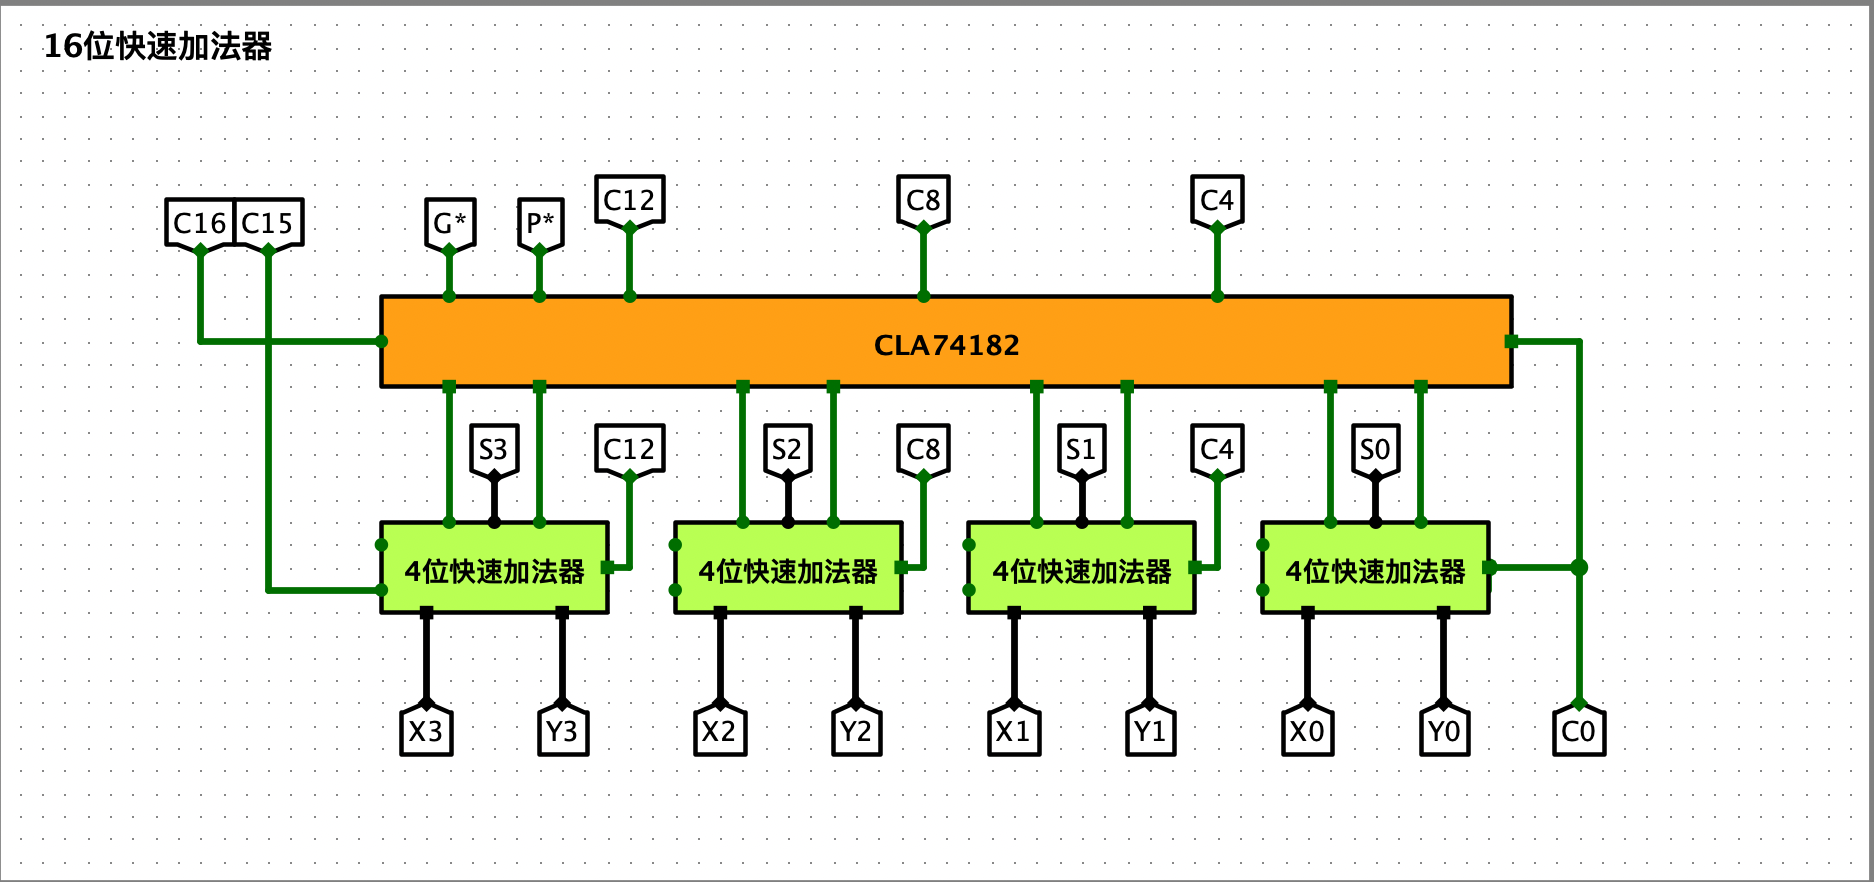 16位快速加法器
C16 C15 G* P* C12 C8 C4
CLA74182
S3 C12 S2 C8 S1 C4 S0
4位快速加法器 4位快速加法器 4位快速加法器 4位快速加法器
X3 Y3 X2 Y2 X1 Y1 X0 Y0 C0